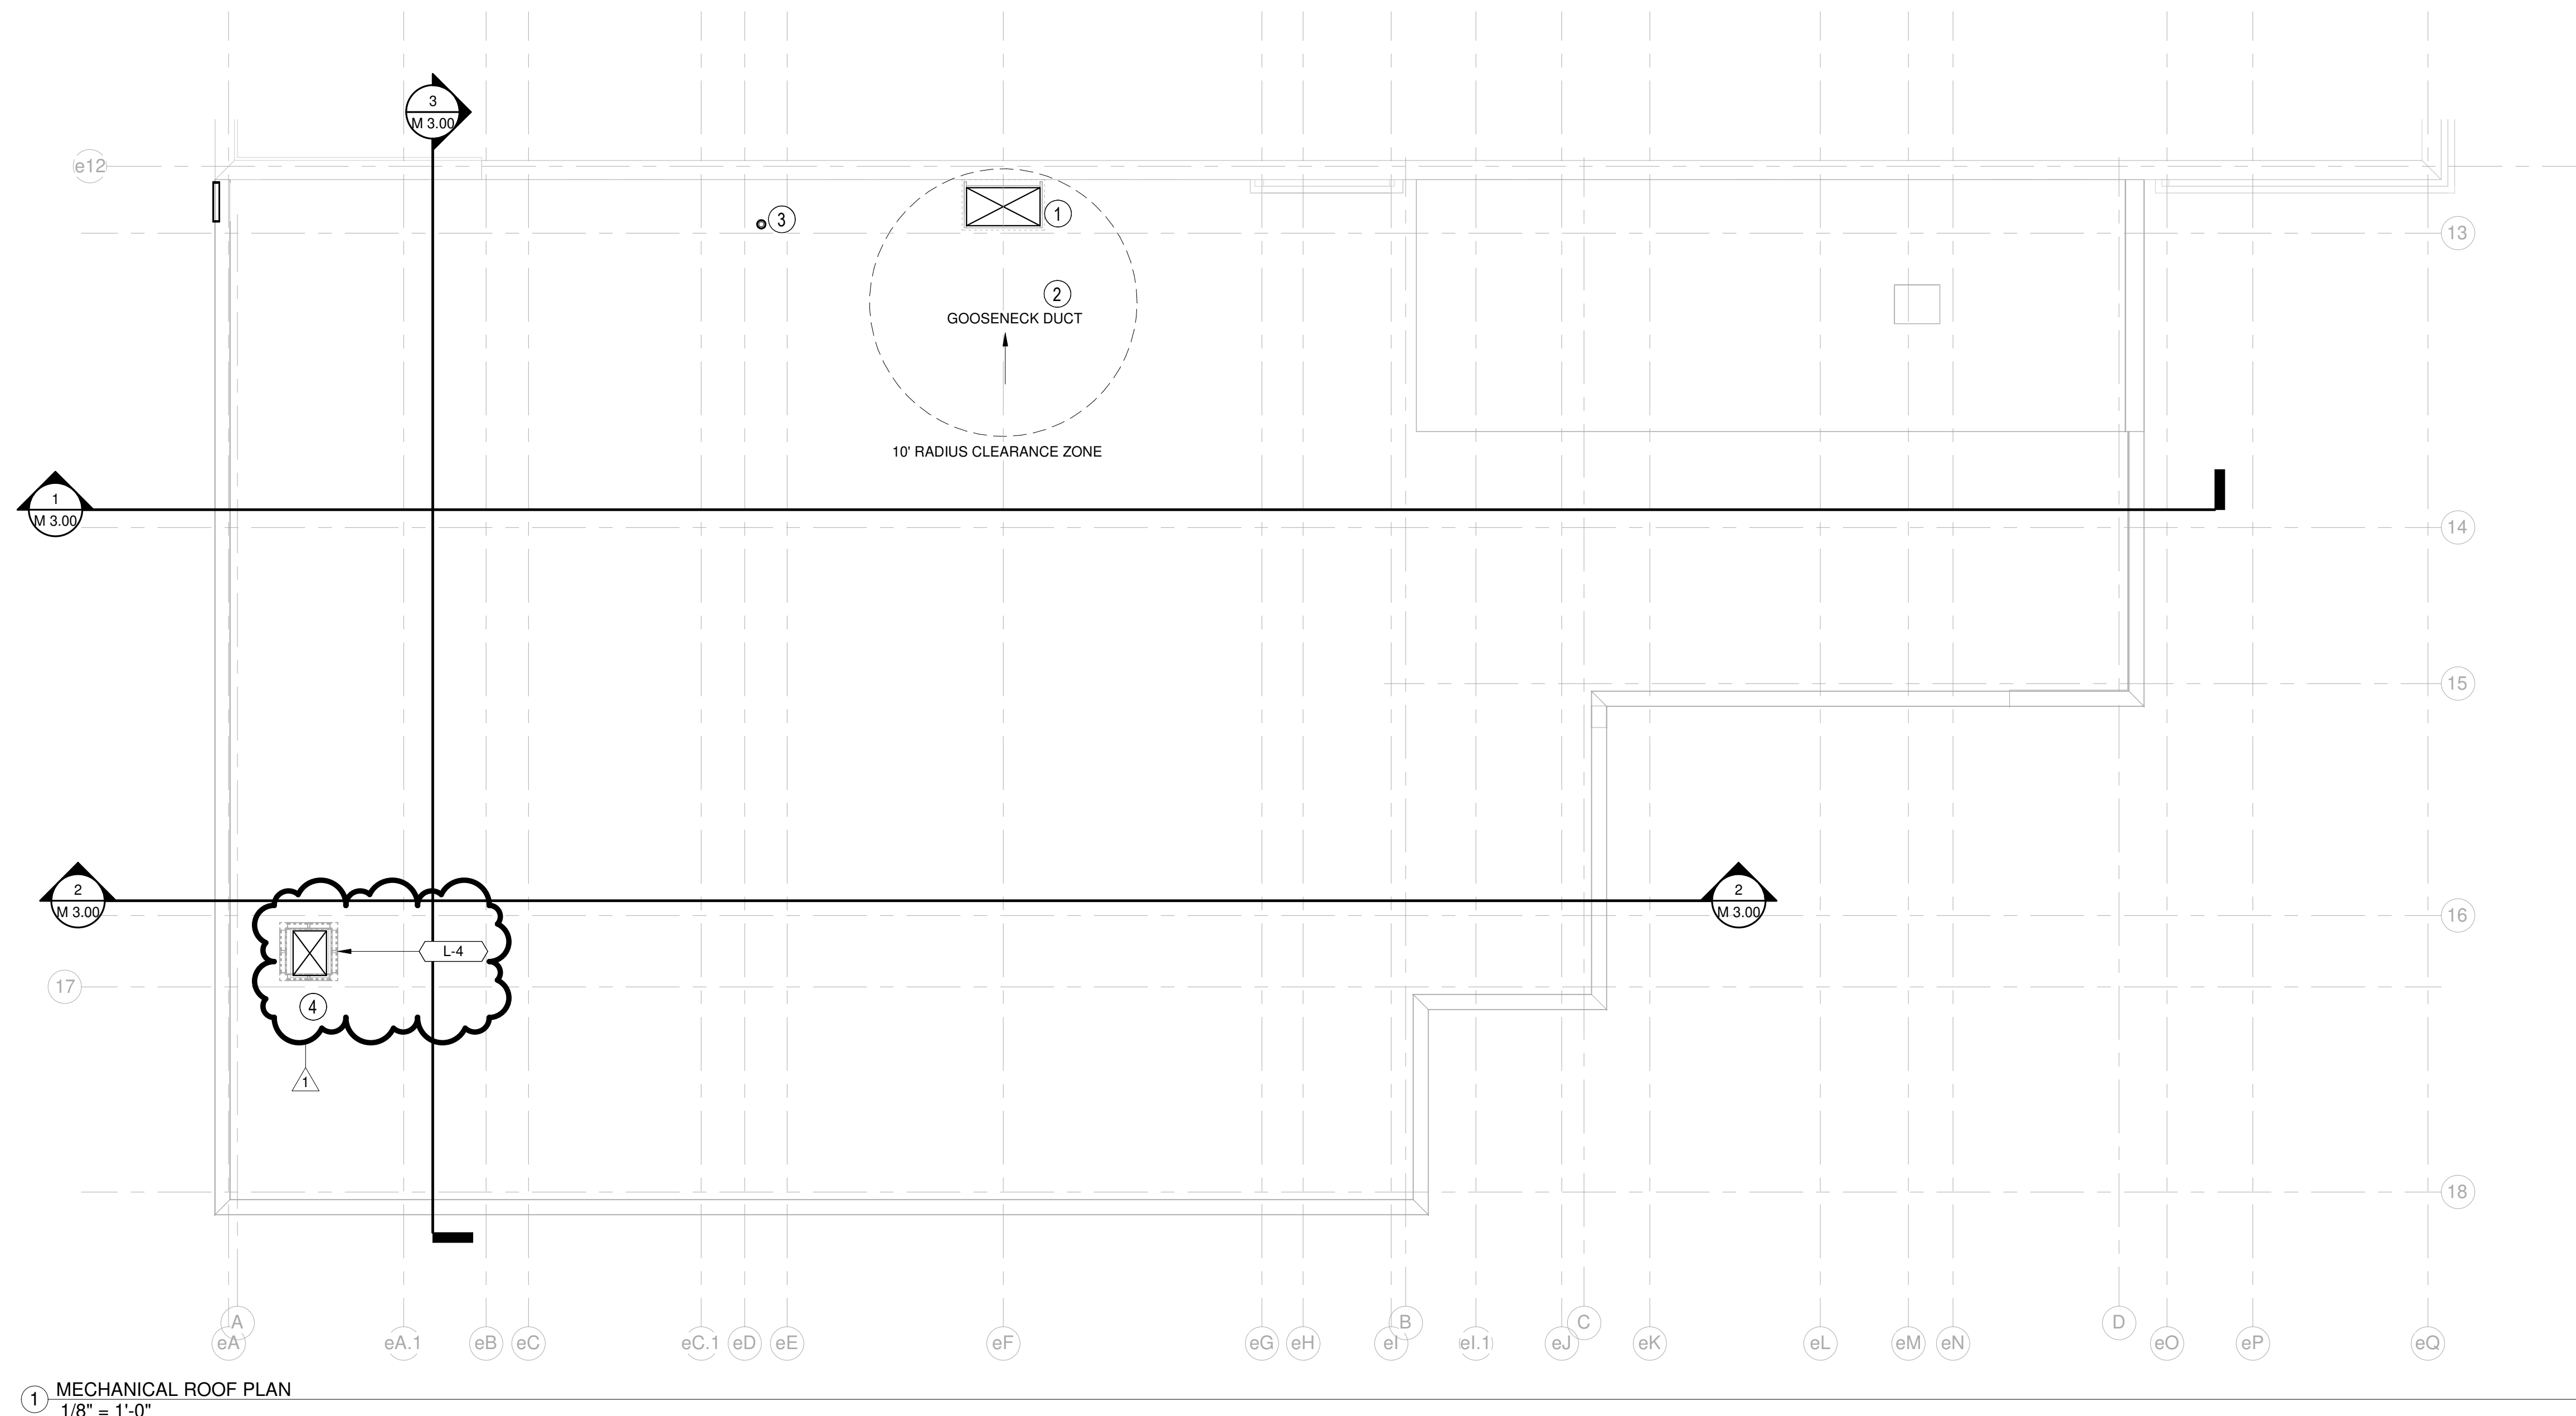 3
M 3.00
e12
3
1
13
2
GOOSENECK DUCT
10' RADIUS CLEARANCE ZONE
1
M 3.00
14
15
2
M 3.00
2
M 3.00
16
L-4
17
4
1
18
A
B
C
D
eA
eA.1
eB
eC
eC.1
eD
eE
eF
eG
eH
eI
eI.1
eJ
eK
eL
eM
eN
eO
eP
eQ
1
MECHANICAL ROOF PLAN
1/8" = 1'-0"